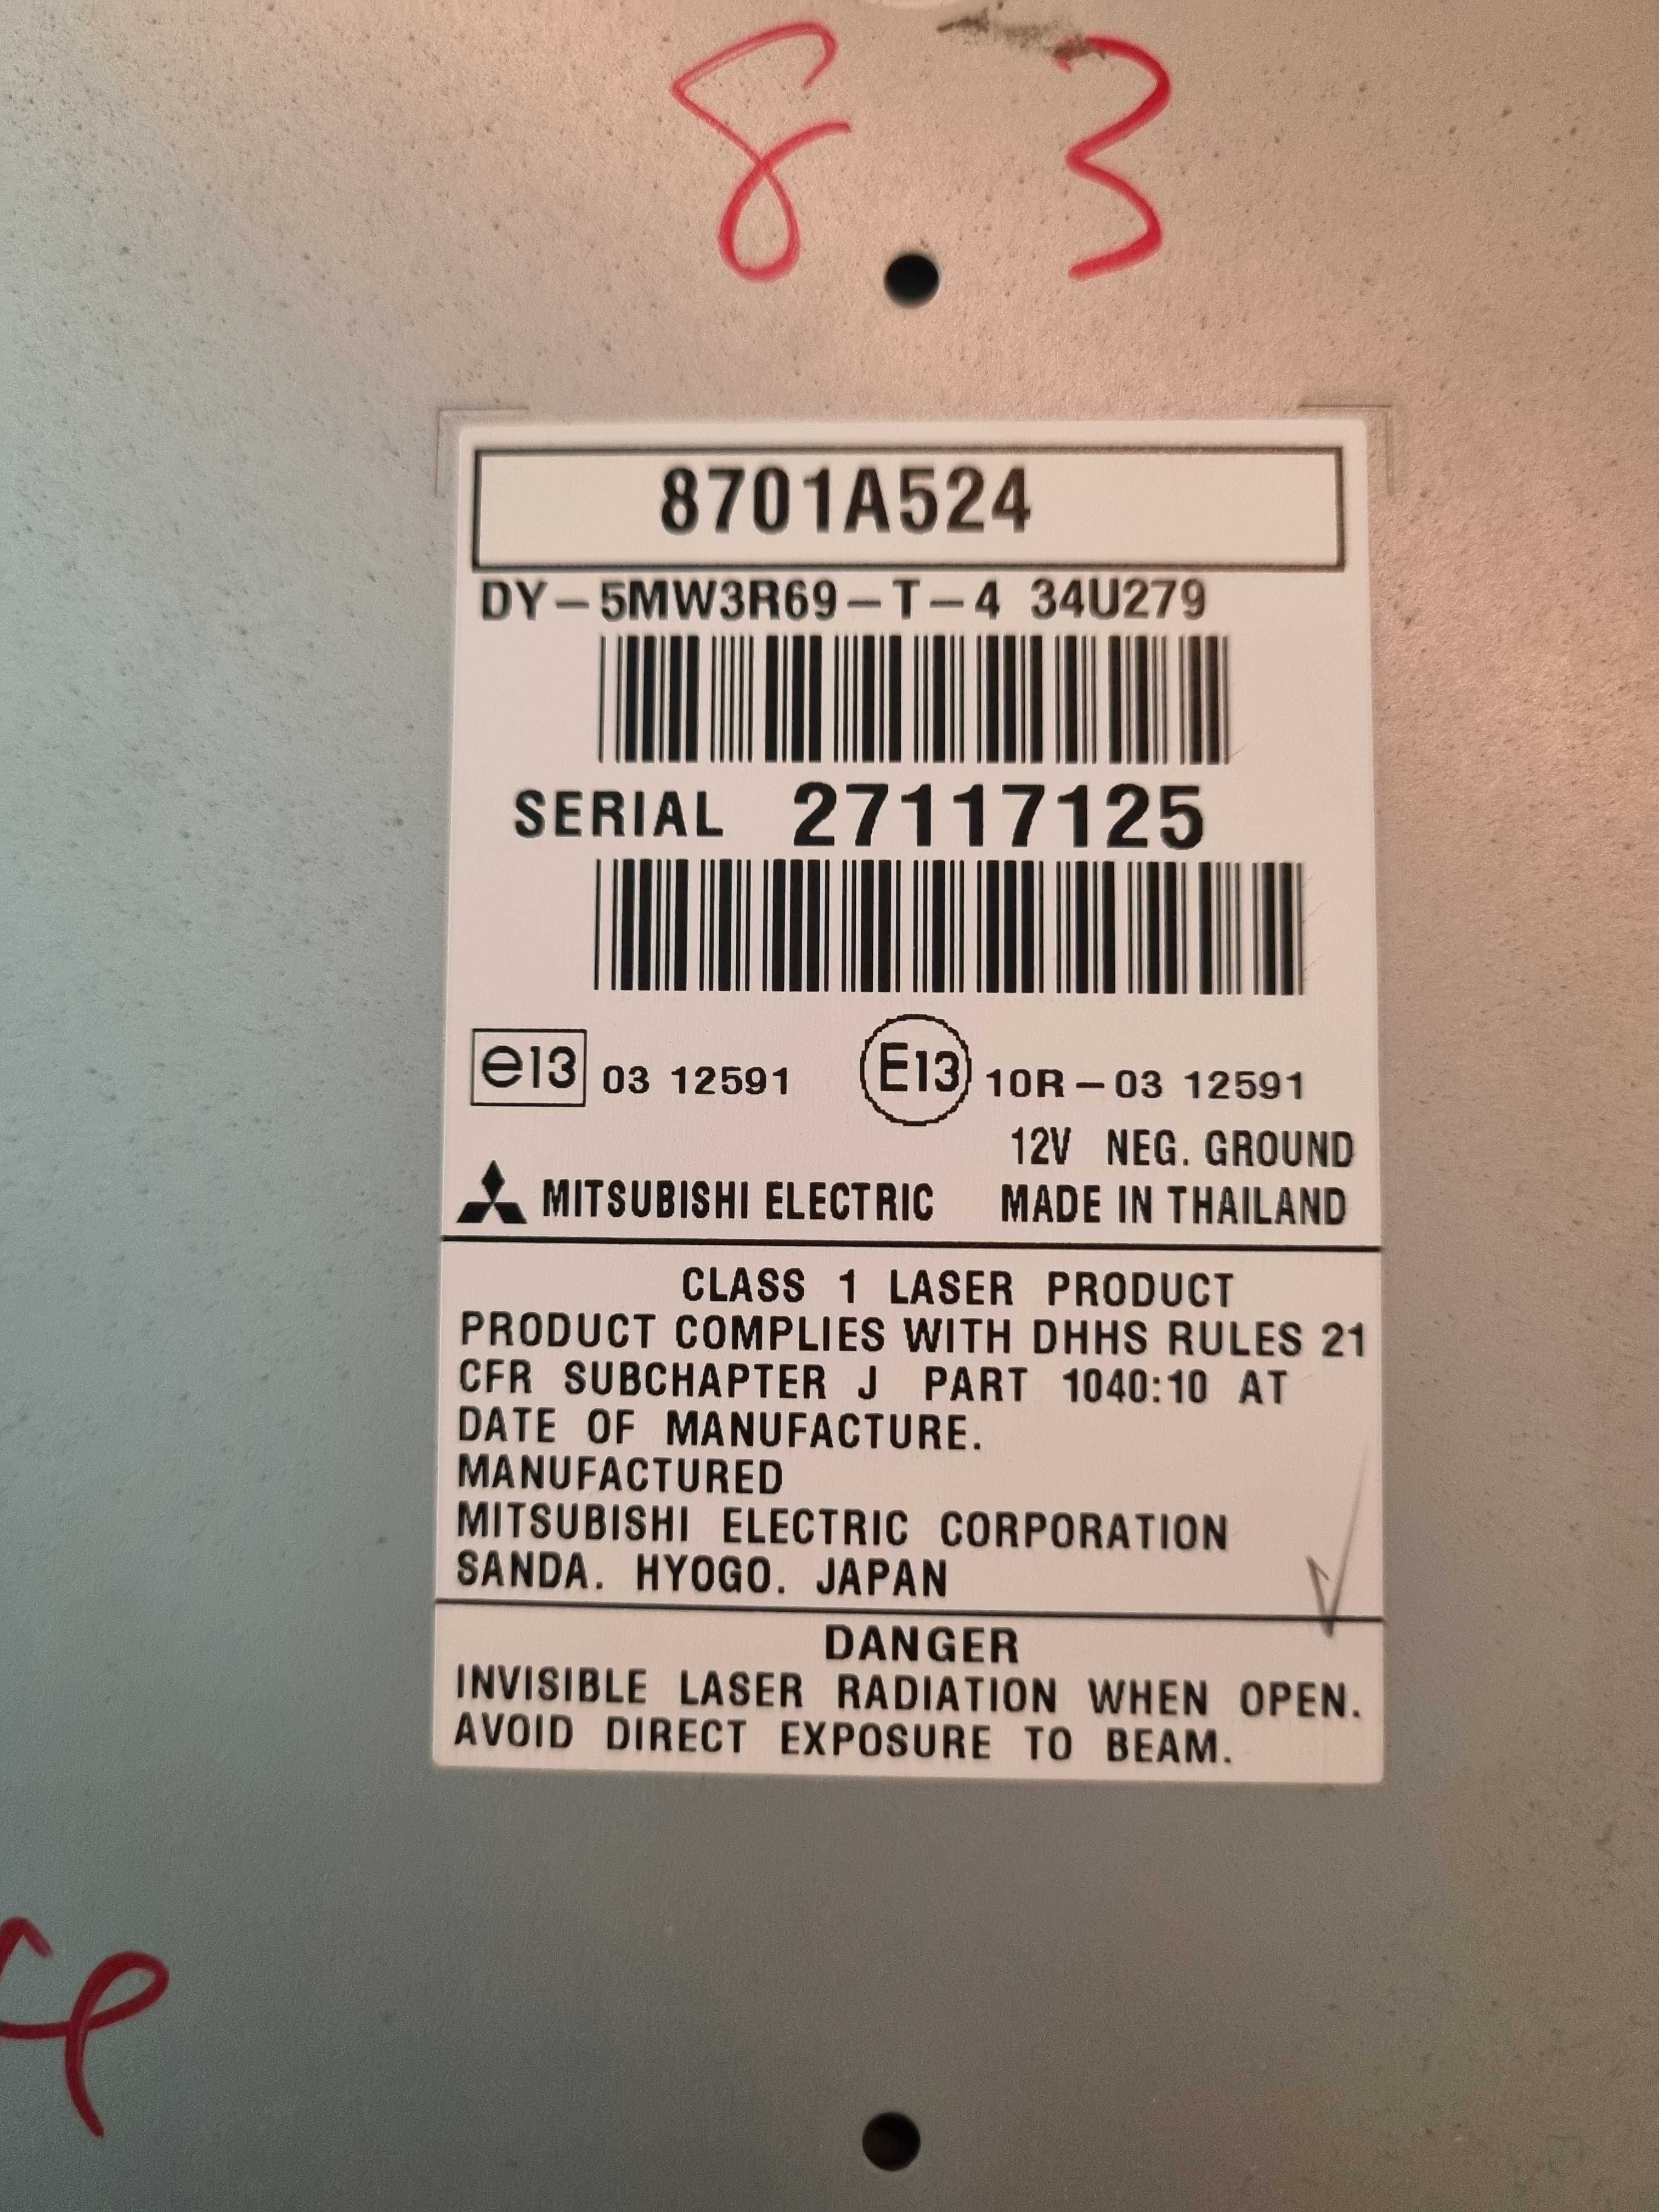 8 3
8701A524
DY-5MW3R69-T-4 34U279
SERIAL 27117125
e13 03 12591 E13 10R-03 12591
12V NEG. GROUND
MITSUBISHI ELECTRIC MADE IN THAILAND
CLASS 1 LASER PRODUCT
PRODUCT COMPLIES WITH DHHS RULES 21
CFR SUBCHAPTER J PART 1040:10 AT
DATE OF MANUFACTURE.
MANUFACTURED
MITSUBISHI ELECTRIC CORPORATION
SANDA. HYOGO. JAPAN
DANGER
INVISIBLE LASER RADIATION WHEN OPEN.
AVOID DIRECT EXPOSURE TO BEAM.